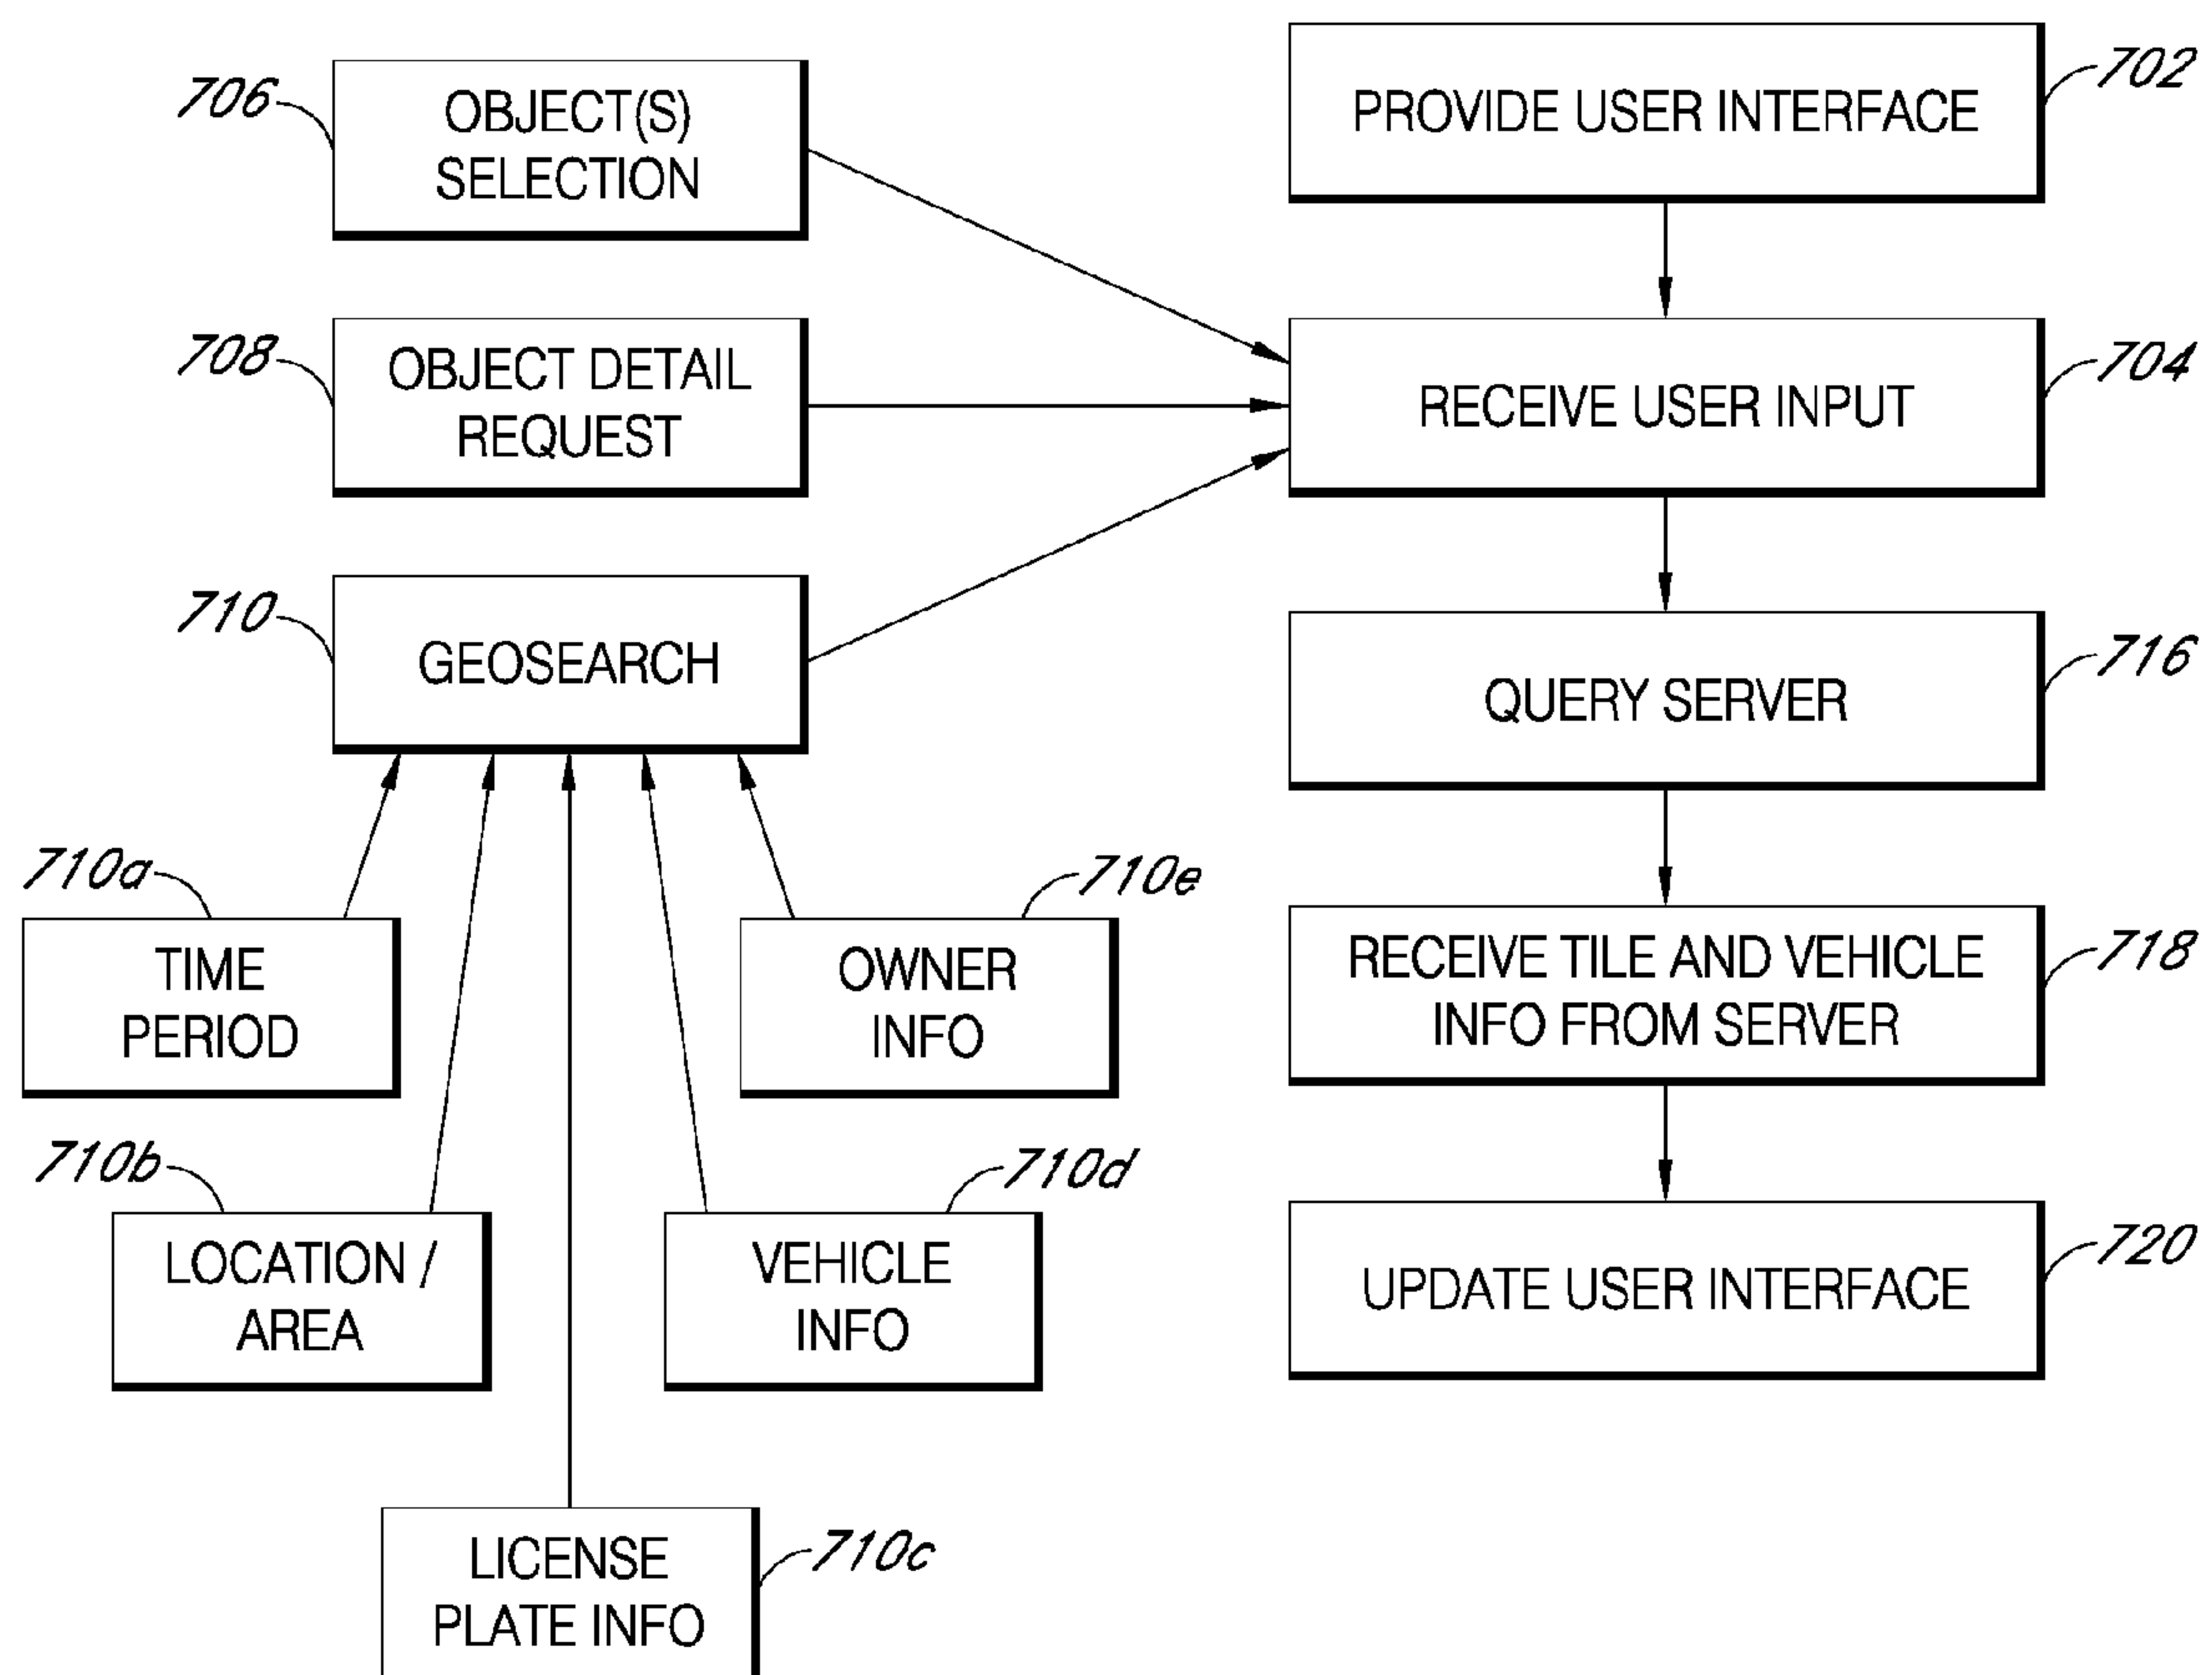 706
OBJECT(S)
SELECTION
PROVIDE USER INTERFACE
702
708
OBJECT DETAIL
REQUEST
RECEIVE USER INPUT
704
710
GEOSEARCH
QUERY SERVER
716
710a
TIME
PERIOD
710e
OWNER
INFO
RECEIVE TILE AND VEHICLE
INFO FROM SERVER
718
710b
LOCATION /
AREA
710d
VEHICLE
INFO
UPDATE USER INTERFACE
720
LICENSE
PLATE INFO
710c